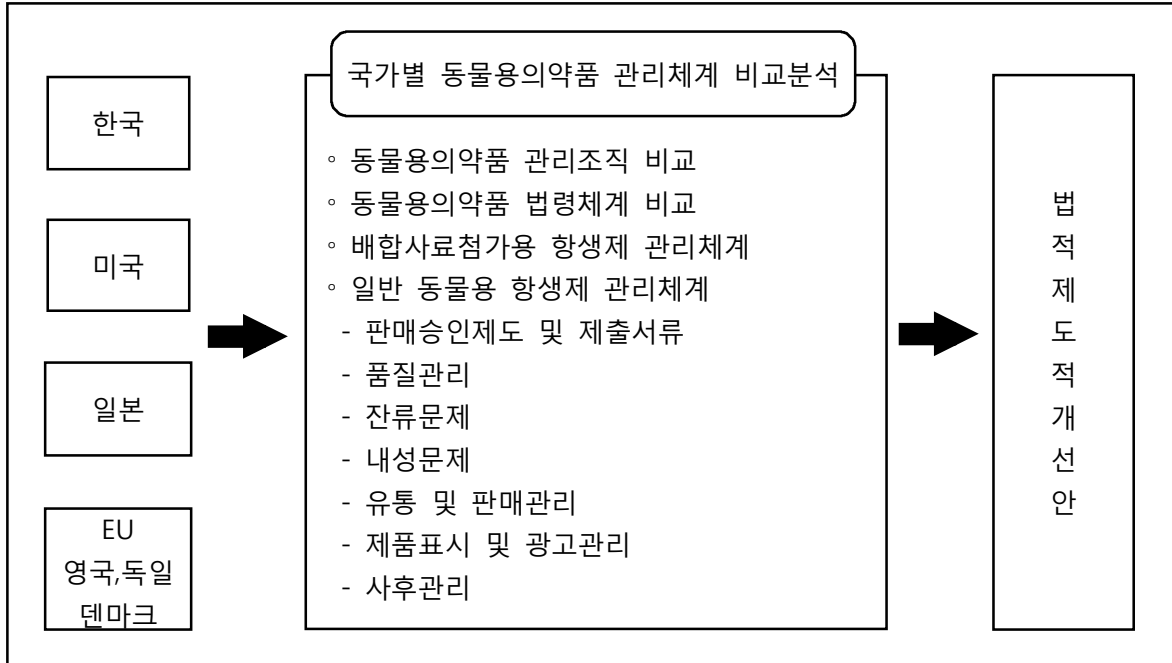 한국
미국
일본
EU
영국,독일
덴마크
국가별 동물용의약품 관리체계 비교분석
◦ 동물용의약품 관리조직 비교
◦ 동물용의약품 법령체계 비교
◦ 배합사료첨가용 항생제 관리체계
◦ 일반 동물용 항생제 관리체계
- 판매승인제도 및 제출서류
- 품질관리
- 잔류문제
- 내성문제
- 유통 및 판매관리
- 제품표시 및 광고관리
- 사후관리
법적제도적개선안